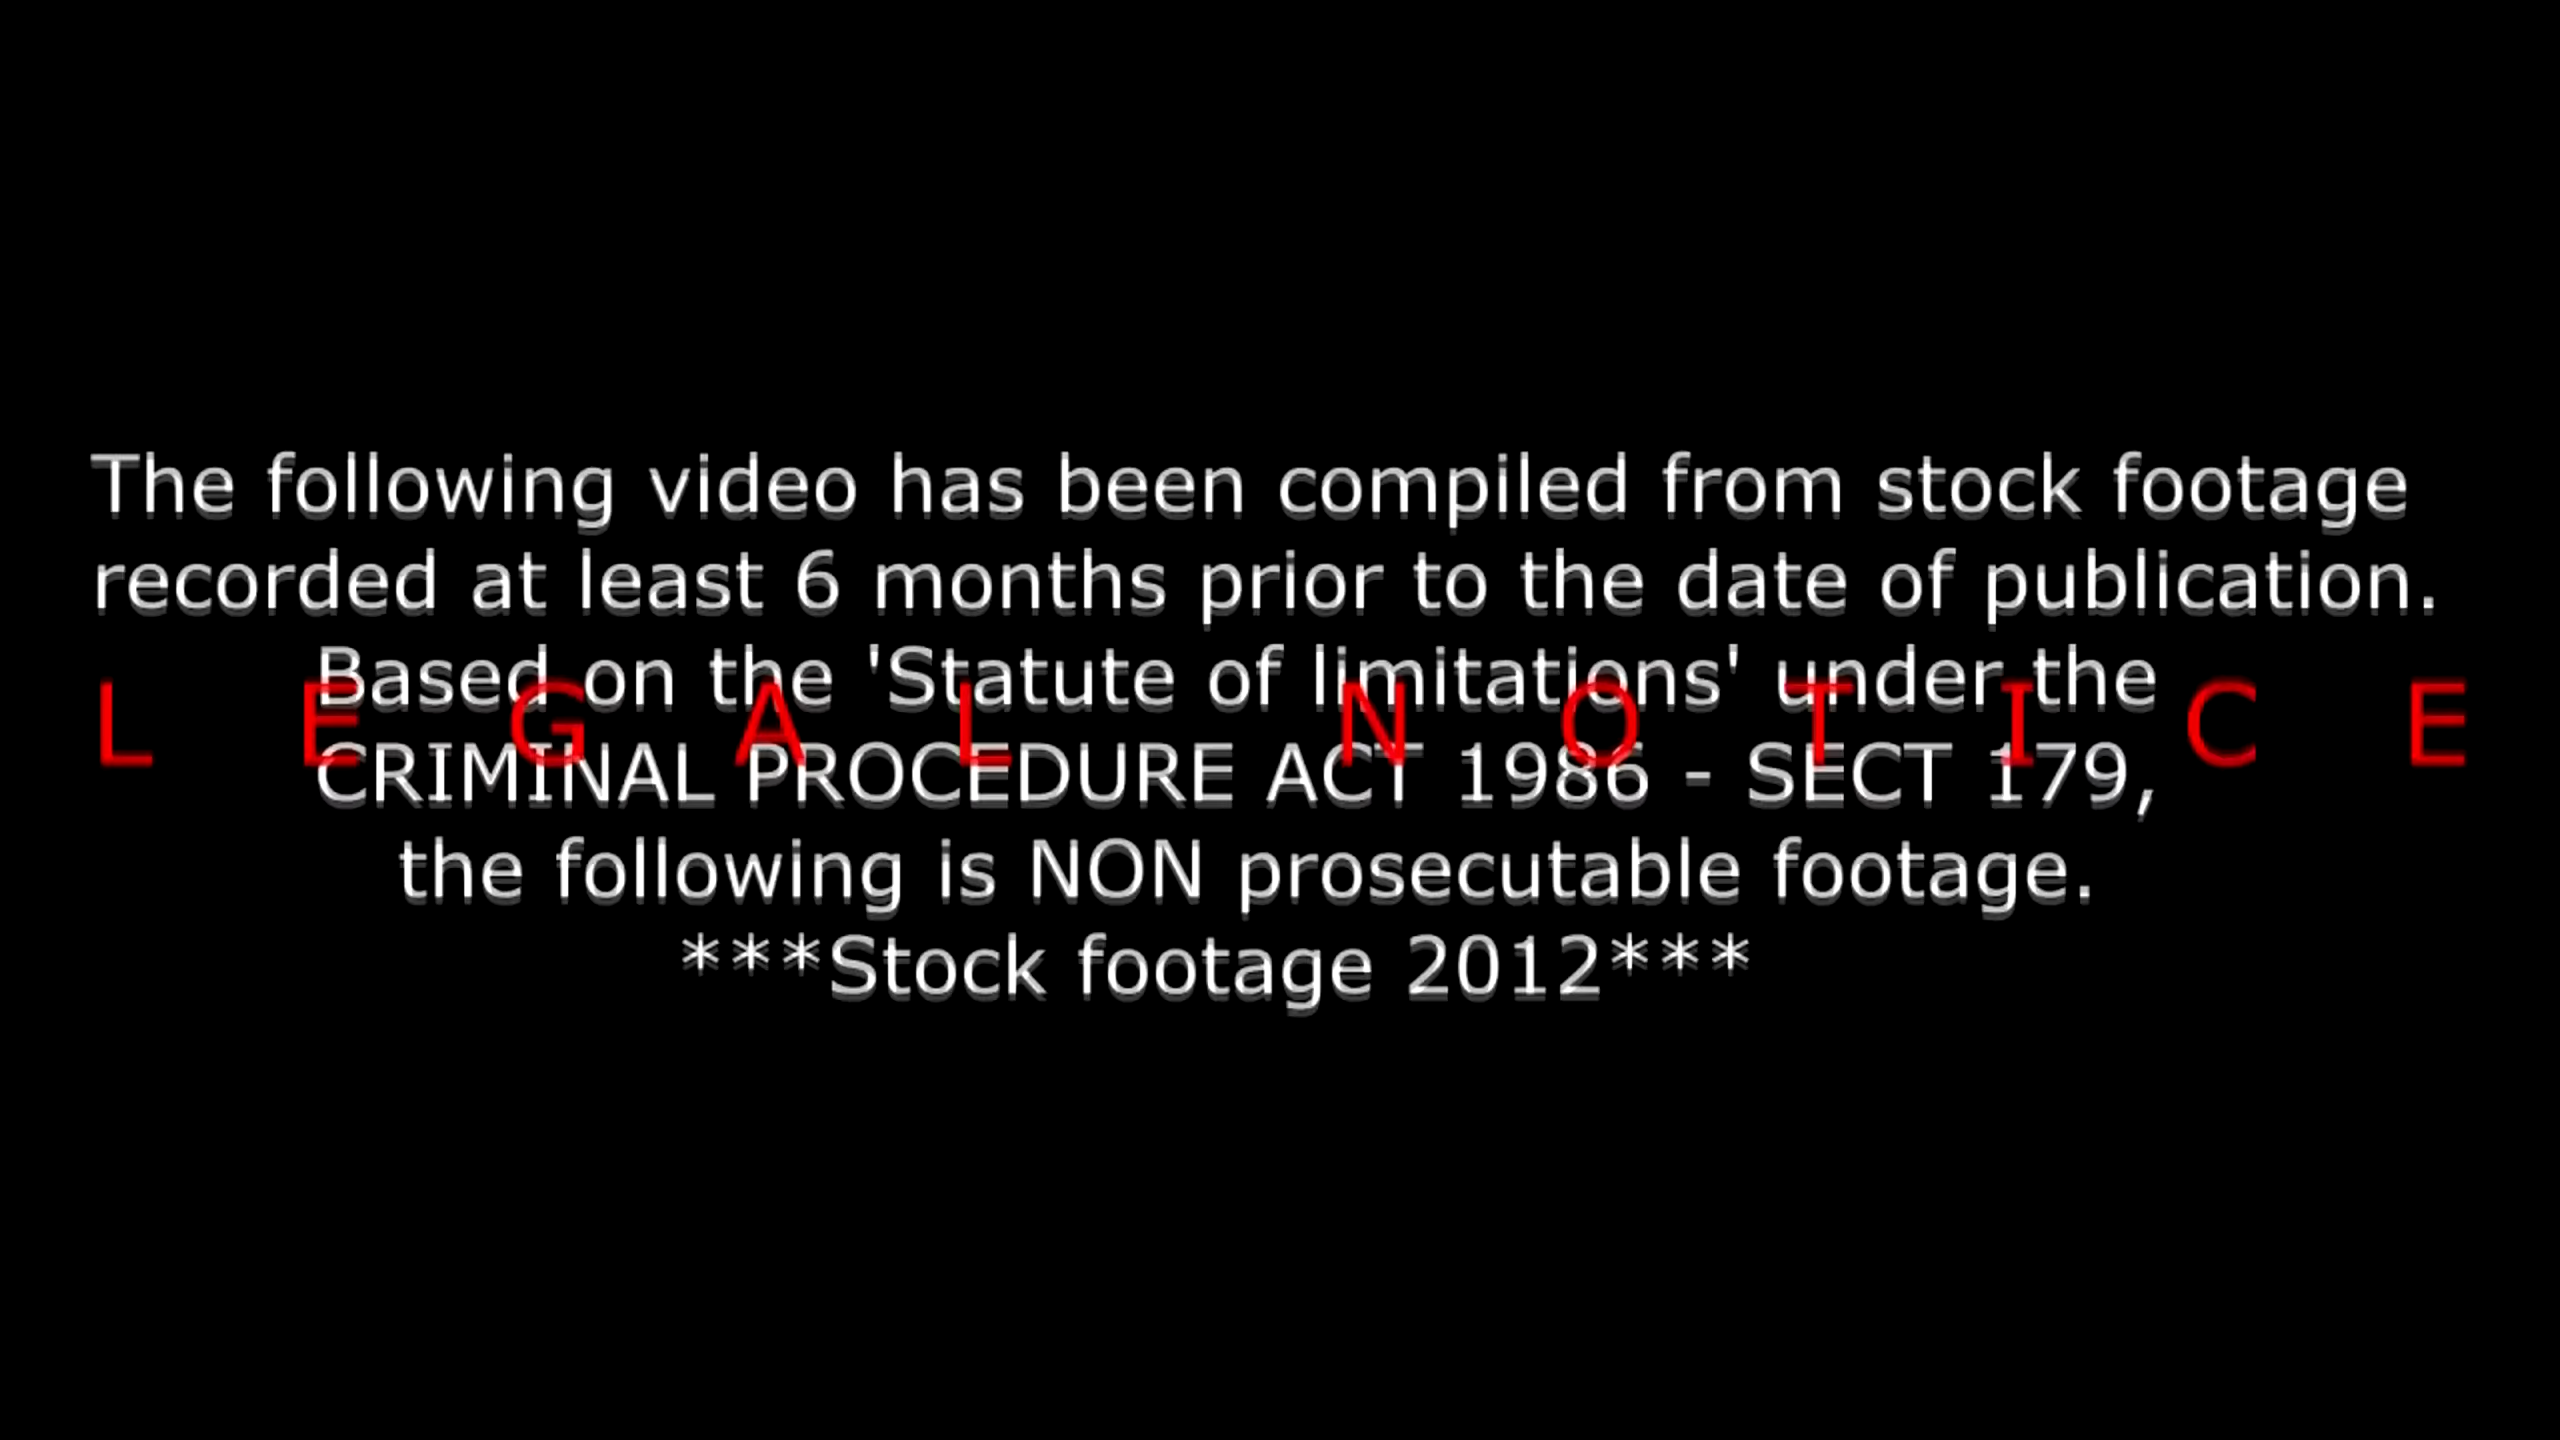 The following video has been compiled from stock footage
recorded at least 6 months prior to the date of publication.
Based on the 'Statute of limitations' under the
L E G A L N O T I C E
CRIMINAL PROCEDURE ACT 1986 - SECT 179,
the following is NON prosecutable footage.
***Stock footage 2012***